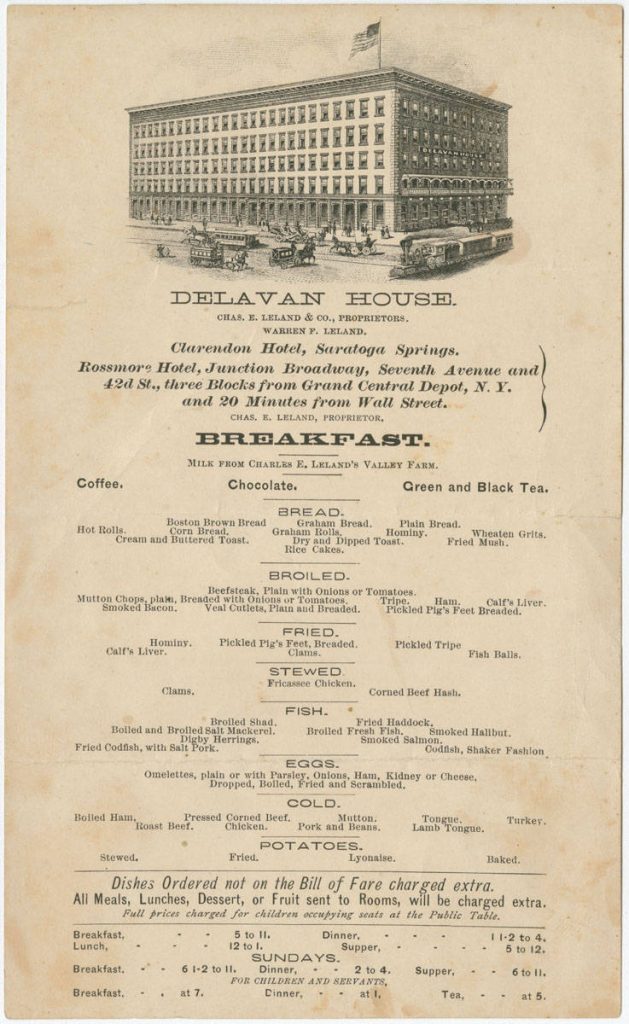 DELAVAN HOUSE
DELAVAN HOUSE.
CHAS. E. LELAND & CO., PROPRIETORS.
WARREN F. LELAND.
Clarendon Hotel, Saratoga Springs.
Rossmore Hotel, Junction Broadway, Seventh Avenue and
42d St., three Blocks from Grand Central Depot, N. Y.
and 20 Minutes from Wall Street.
CHAS. E. LELAND, PROPRIETOR.
BREAKFAST.
MILK FROM CHARLES E. LELAND'S VALLEY FARM.
Coffee. Chocolate. Green and Black Tea.
BREAD.
Boston Brown Bread Graham Bread. Plain Bread.
Hot Rolls. Corn Bread. Graham Rolls. Hominy. Wheaten Grits.
Cream and Buttered Toast. Dry and Dipped Toast. Fried Mush.
Rice Cakes.
BROILED.
Beefsteak, Plain with Onions or Tomatoes.
Mutton Chops, plain, Breaded with Onions or Tomatoes. Tripe. Ham. Calf's Liver.
Smoked Bacon. Veal Cutlets, Plain and Breaded. Pickled Pig's Feet Breaded.
FRIED.
Hominy. Pickled Pig's Feet, Breaded. Pickled Tripe
Calf's Liver. Clams. Fish Balls.
STEWED.
Fricassee Chicken.
Clams. Corned Beef Hash.
FISH.
Broiled Shad. Fried Haddock.
Boiled and Broiled Salt Mackerel. Broiled Fresh Fish. Smoked Halibut.
Digby Herrings. Smoked Salmon.
Fried Codfish, with Salt Pork. Codfish, Shaker Fashion
EGGS.
Omelettes, plain or with Parsley, Onions, Ham, Kidney or Cheese.
Dropped, Boiled, Fried and Scrambled.
COLD.
Boiled Ham, Pressed Corned Beef. Mutton. Tongue. Turkey.
Roast Beef. Chicken. Pork and Beans. Lamb Tongue.
POTATOES.
Stewed. Fried. Lyonaise. Baked.
Dishes Ordered not on the Bill of Fare charged extra.
All Meals, Lunches, Dessert, or Fruit sent to Rooms, will be charged extra.
Full prices charged for children occupying seats at the Public Table.
Breakfast, - - 5 to 11. Dinner, - - - - 1 1-2 to 4.
Lunch, - - 12 to 1. Supper, - - - - 5 to 12.
SUNDAYS.
Breakfast, - - 6 1-2 to 11. Dinner, - - 2 to 4. Supper, - - 6 to 11.
FOR CHILDREN AND SERVANTS,
Breakfast, - - at 7. Dinner, - - at 1. Tea, - - at 5.